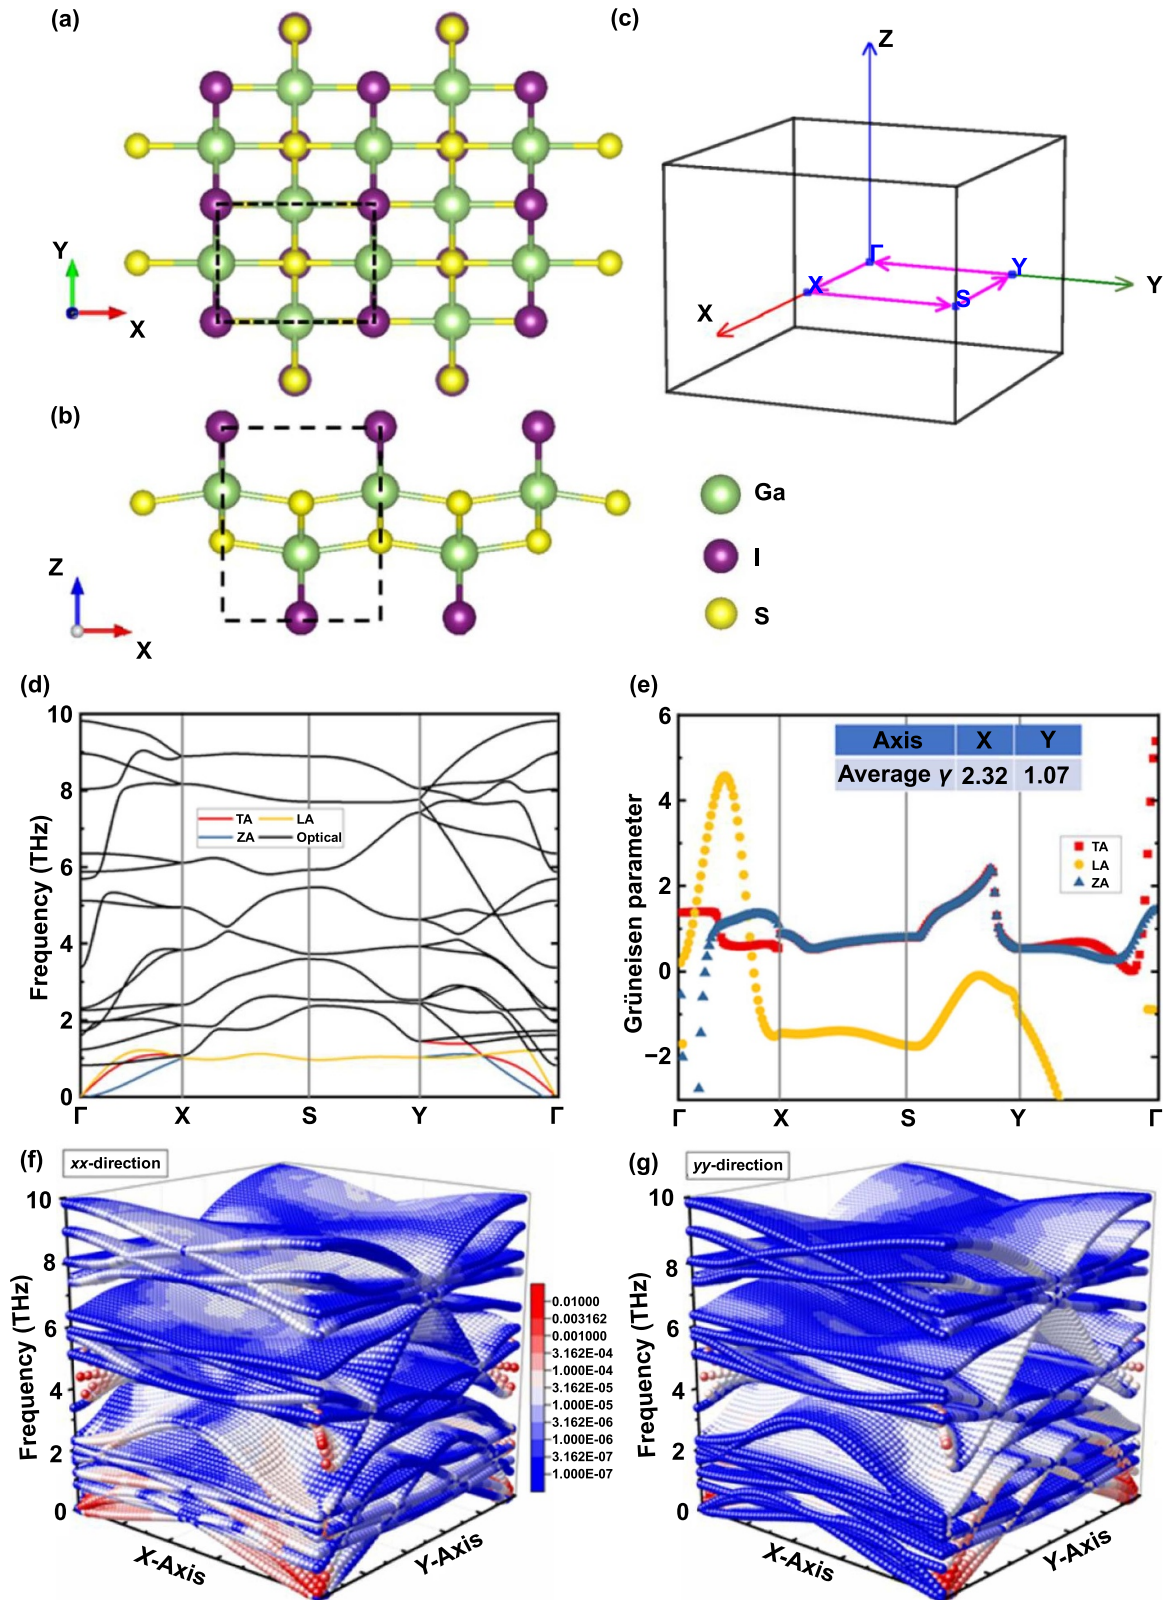 (a)
Y
X
(b)
Z
X
(c)
Z
Γ
X
Y
S
X
Y
Ga
I
S
(d)
Frequency (THz)
10
8
6
4
2
0
TA LA
ZA Optical
Γ X S Y Γ
(e)
Grüneisen parameter
6
4
2
0
−2
Axis X Y
Average γ 2.32 1.07
TA
LA
ZA
Γ X S Y Γ
(f)
xx-direction
Frequency (THz)
10
8
6
4
2
0
X-Axis
Y-Axis
0.01000
0.003162
0.001000
3.162E-04
1.000E-04
3.162E-05
1.000E-05
3.162E-06
1.000E-06
3.162E-07
1.000E-07
(g)
yy-direction
Frequency (THz)
10
8
6
4
2
0
X-Axis
Y-Axis